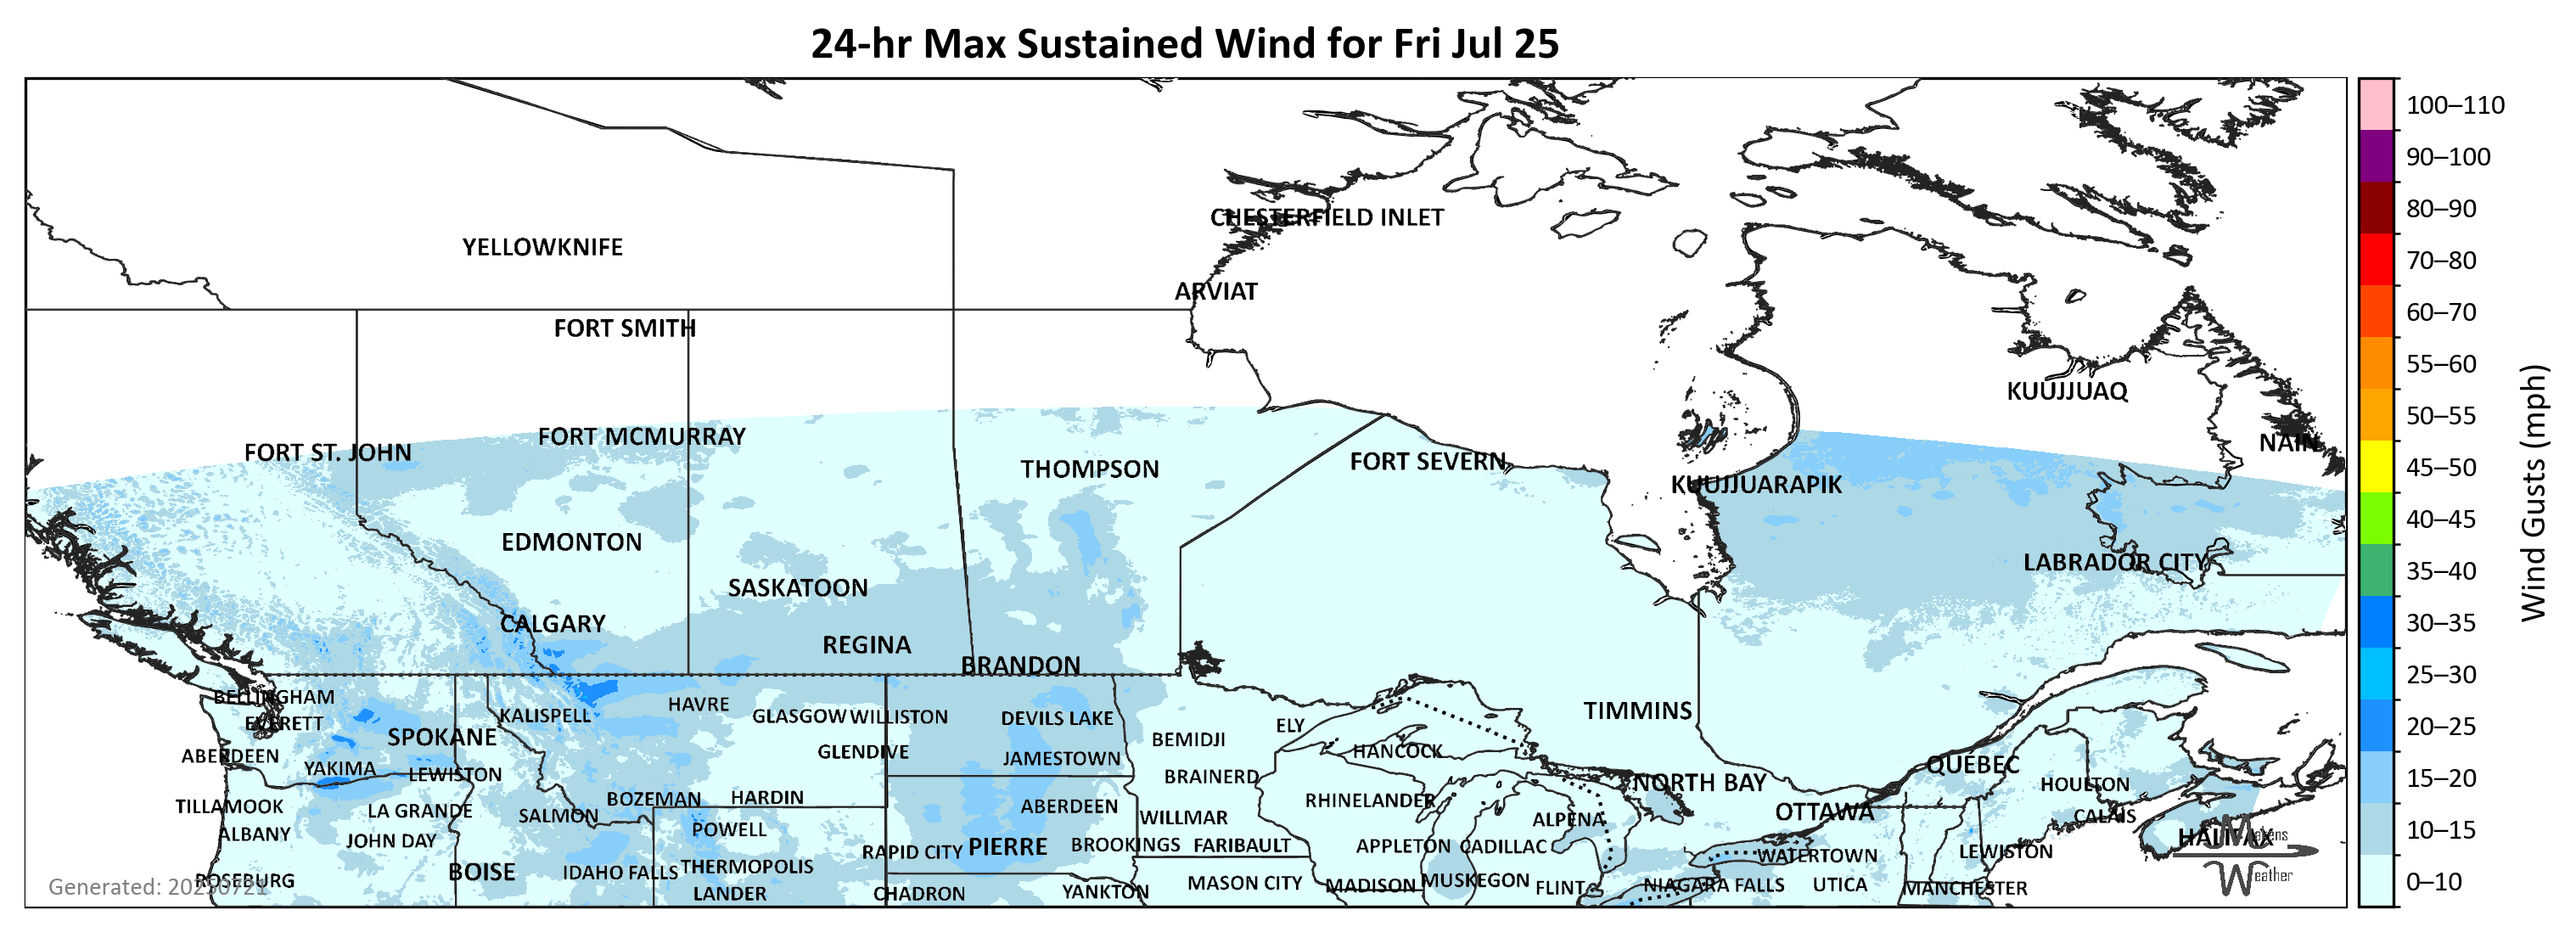 24-hr Max Sustained Wind for Fri Jul 25
100–110
90–100
80–90
70–80
60–70
55–60
50–55
45–50
40–45
35–40
30–35
25–30
20–25
15–20
10–15
0–10
Wind Gusts (mph)
CHESTERFIELD INLET
YELLOWKNIFE
ARVIAT
FORT SMITH
KUUJJUAQ
FORT MCMURRAY
NAIN
FORT ST. JOHN
FORT SEVERN
THOMPSON
KUUJJUARAPIK
EDMONTON
LABRADOR CITY
SASKATOON
CALGARY
REGINA
BRANDON
BELLINGHAM
HAVRE
TIMMINS
KALISPELL
GLASGOW
WILLISTON
DEVILS LAKE
EVERETT
ELY
SPOKANE
BEMIDJI
GLENDIVE
HANCOCK
ABERDEEN
JAMESTOWN
QUEBEC
YAKIMA
LEWISTON
BRAINERD
NORTH BAY
HOULTON
BOZEMAN
HARDIN
RHINELANDER
TILLAMOOK
ABERDEEN
LA GRANDE
OTTAWA
SALMON
WILLMAR
CALAIS
ALPENA
POWELL
ALBANY
HALIFAX
Makens
JOHN DAY
BROOKINGS
FARIBAULT
APPLETON
CADILLAC
PIERRE
RAPID CITY
LEWISTON
WATERTOWN
THERMOPOLIS
BOISE
IDAHO FALLS
Weather
ROSEBURG
MUSKEGON
MASON CITY
MADISON
NIAGARA FALLS
UTICA
Generated: 20250721
FLINT
MANCHESTER
YANKTON
LANDER
CHADRON